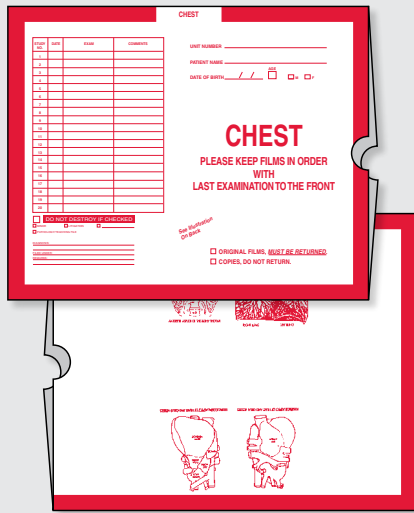 CHEST
STUDY NO. DATE EXAM COMMENTS
1
2
3
4
5
6
7
8
9
10
11
12
13
14
15
16
17
18
19
20
DO NOT DESTROY IF CHECKED
UNIT NUMBER
PATIENT NAME
DATE OF BIRTH / / AGE M F
CHEST
PLEASE KEEP FILMS IN ORDER
WITH
LAST EXAMINATION TO THE FRONT
See Illustration
On Back
ORIGINAL FILMS, MUST BE RETURNED.
COPIES, DO NOT RETURN.